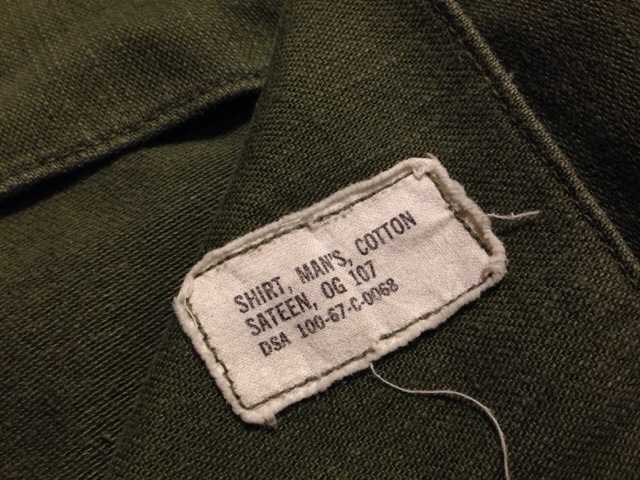 SHIRT, MAN'S, COTTON
SATEEN, OG 107
DSA 100-67-C-0068